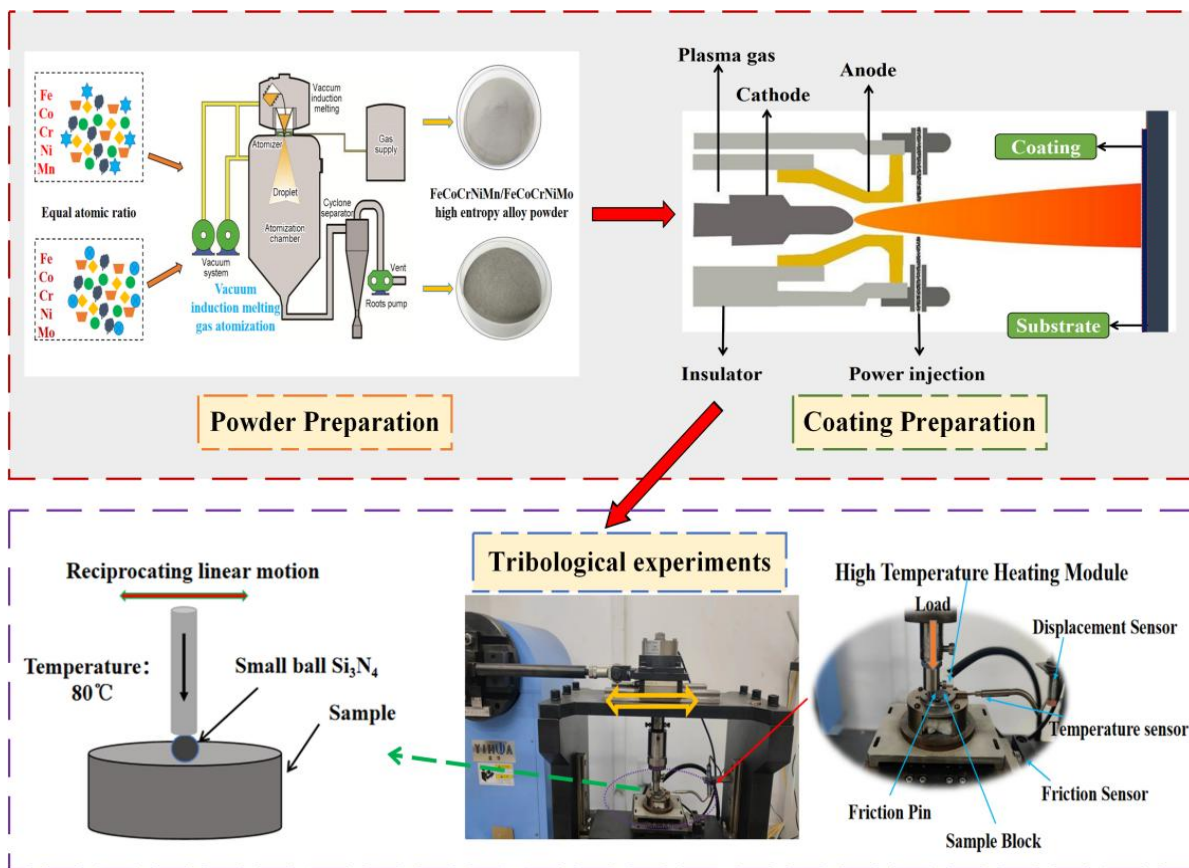 Fe
Co
Cr
Ni
Mn
Equal atomic ratio
Fe
Co
Cr
Ni
Mo
Vaccum
induction
melting
Atomizer
Gas
supply
Droplet
Cyclone
separator
Atomization
chamber
Vacuum
system
Vent
Roots pump
Vacuum
induction melting
gas atomization
FeCoCrNiMn/FeCoCrNiMo
high entropy alloy powder
Powder Preparation
Plasma gas
Cathode
Anode
Coating
Substrate
Insulator
Power injection
Coating Preparation
Tribological experiments
Reciprocating linear motion
Temperature:
80℃
Small ball Si₃N₄
Sample
YIHUA
High Temperature Heating Module
Load
Displacement Sensor
Temperature sensor
Friction Sensor
Friction Pin
Sample Block